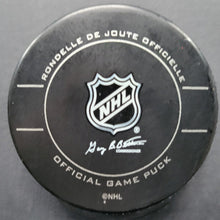 RONDELLE DE JOUTE OFFICIELLE
NHL
®
OFFICIAL GAME PUCK
©NHL